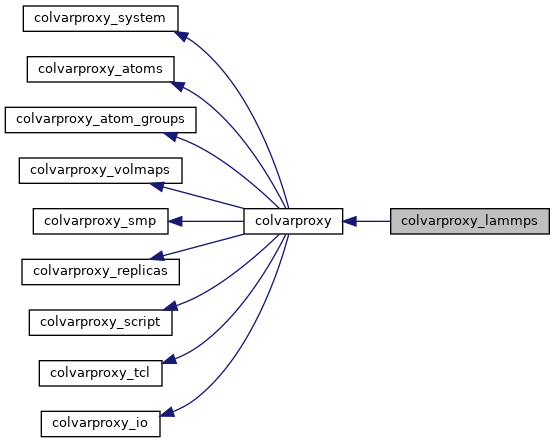 colvarproxy_system
colvarproxy_atoms
colvarproxy_atom_groups
colvarproxy_volmaps
colvarproxy_smp
colvarproxy
colvarproxy_lammps
colvarproxy_replicas
colvarproxy_script
colvarproxy_tcl
colvarproxy_io